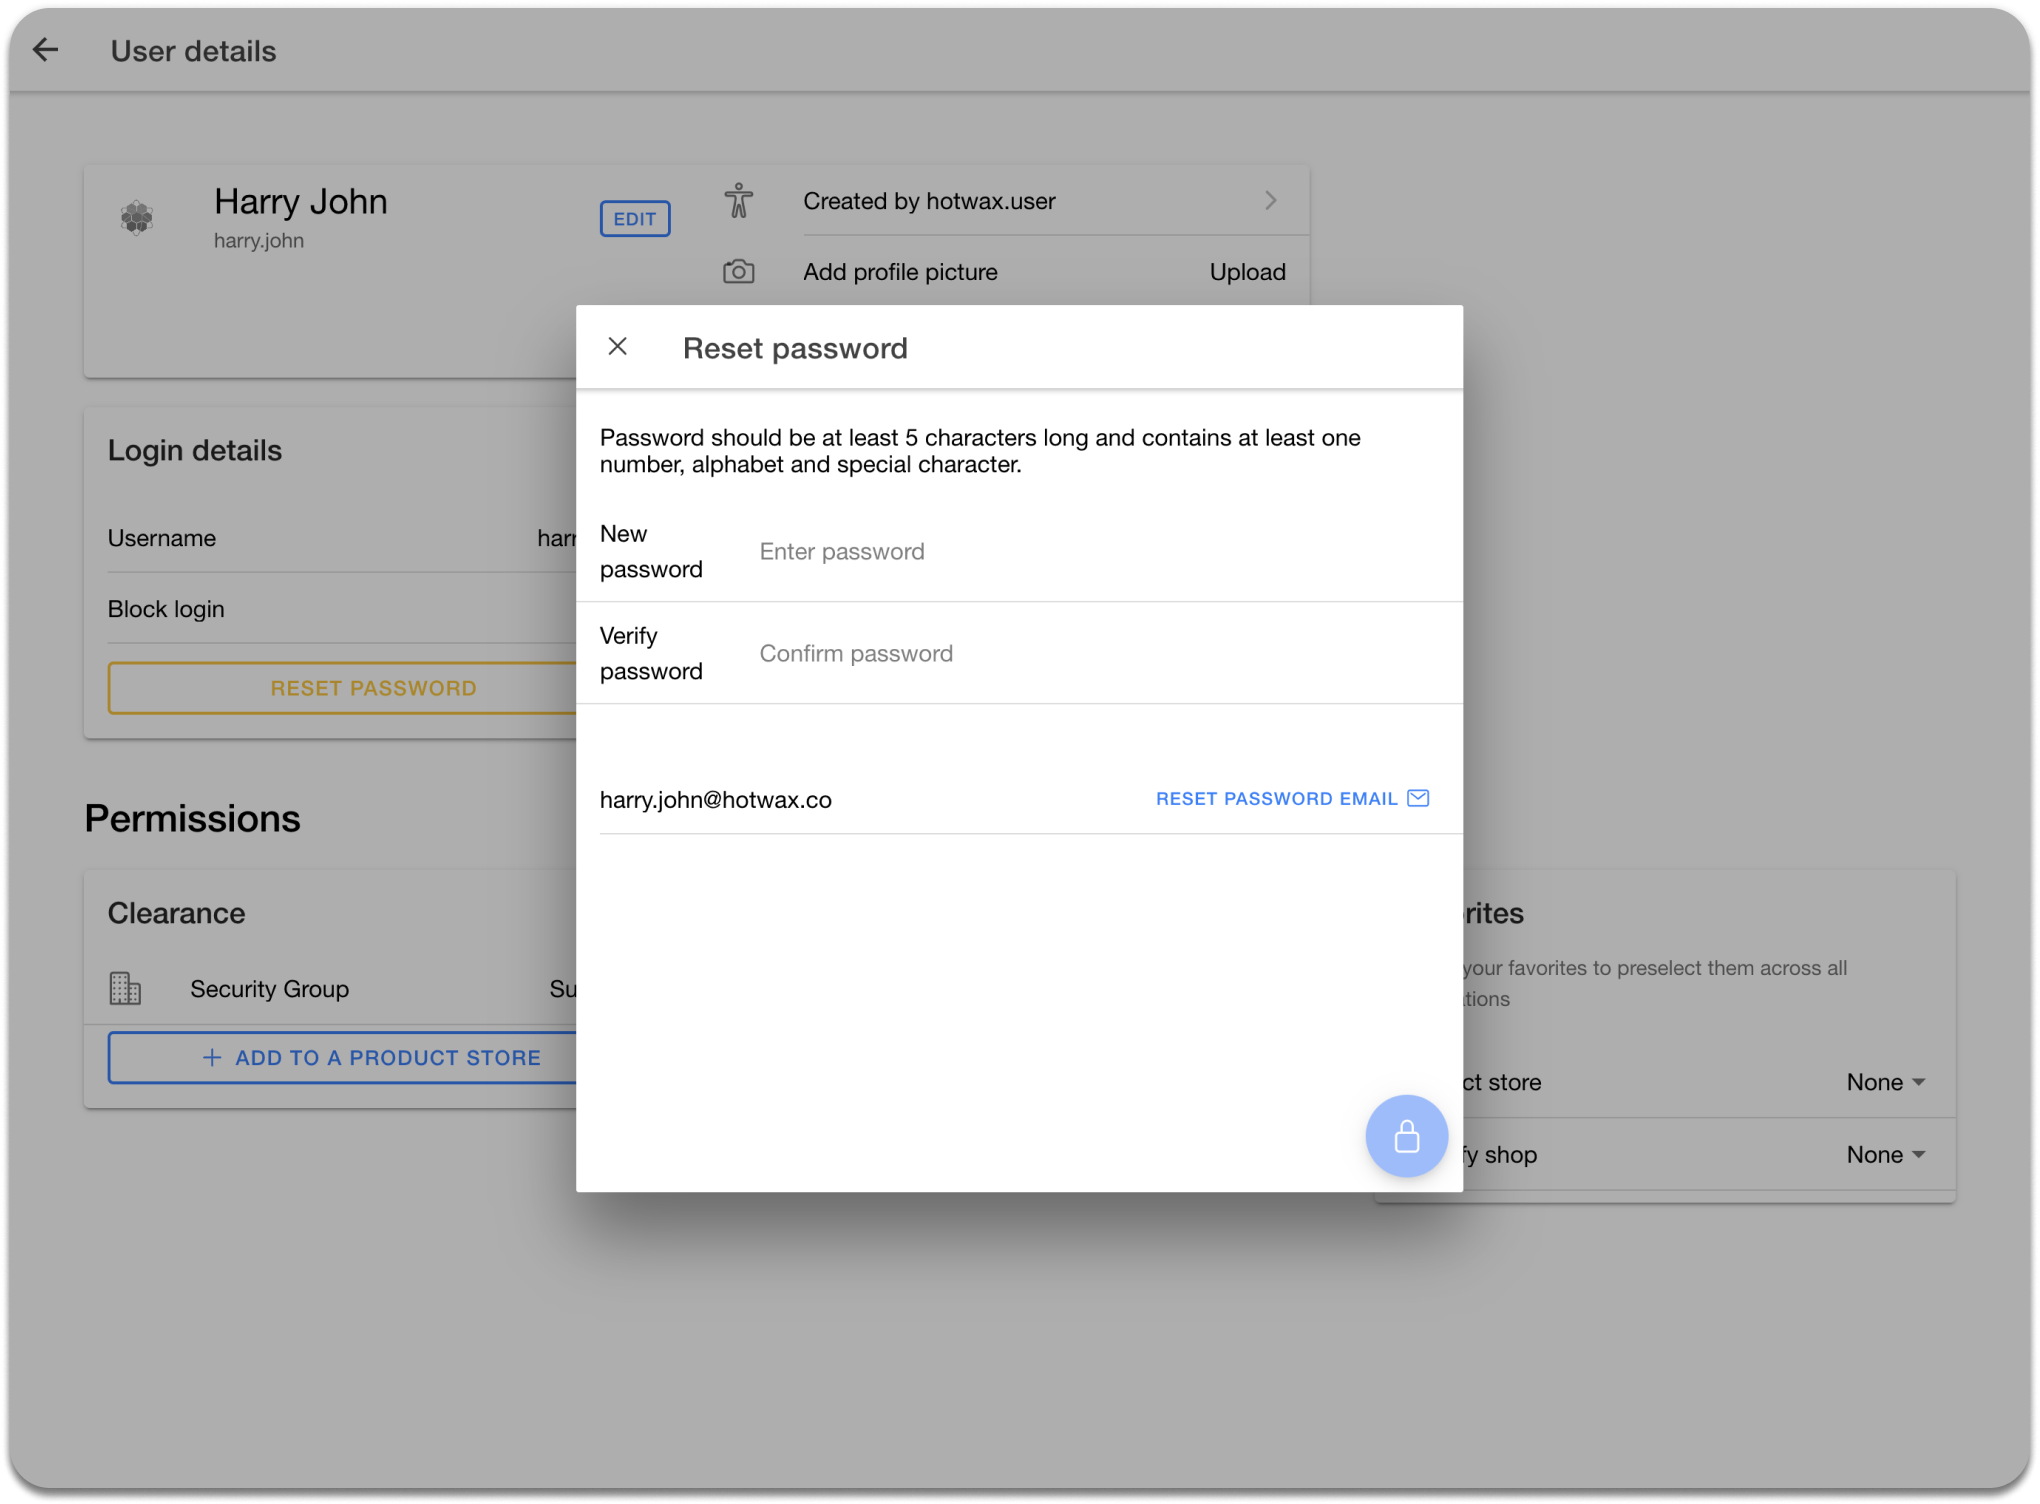 User details
Harry John
harry.john
EDIT
Created by hotwax.user
Add profile picture
Upload
Reset password
Password should be at least 5 characters long and contains at least one
number, alphabet and special character.
New
password
Enter password
Verify
password
Confirm password
harry.john@hotwax.co
RESET PASSWORD EMAIL
Login details
Username
harr
Block login
RESET PASSWORD
Permissions
Clearance
Security Group
Su
+ ADD TO A PRODUCT STORE
rites
your favorites to preselect them across all
tions
ct store
None
fy shop
None